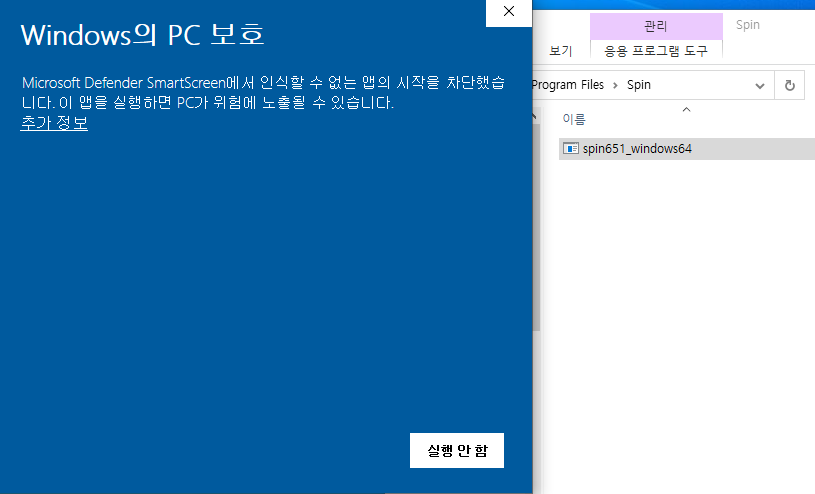 Windows의 PC 보호
Microsoft Defender SmartScreen에서 인식할 수 없는 앱의 시작을 차단했습
니다. 이 앱을 실행하면 PC가 위험에 노출될 수 있습니다.
추가 정보
실행 안 함
관리
Spin
보기
응용 프로그램 도구
Program Files > Spin
이름
spin651_windows64